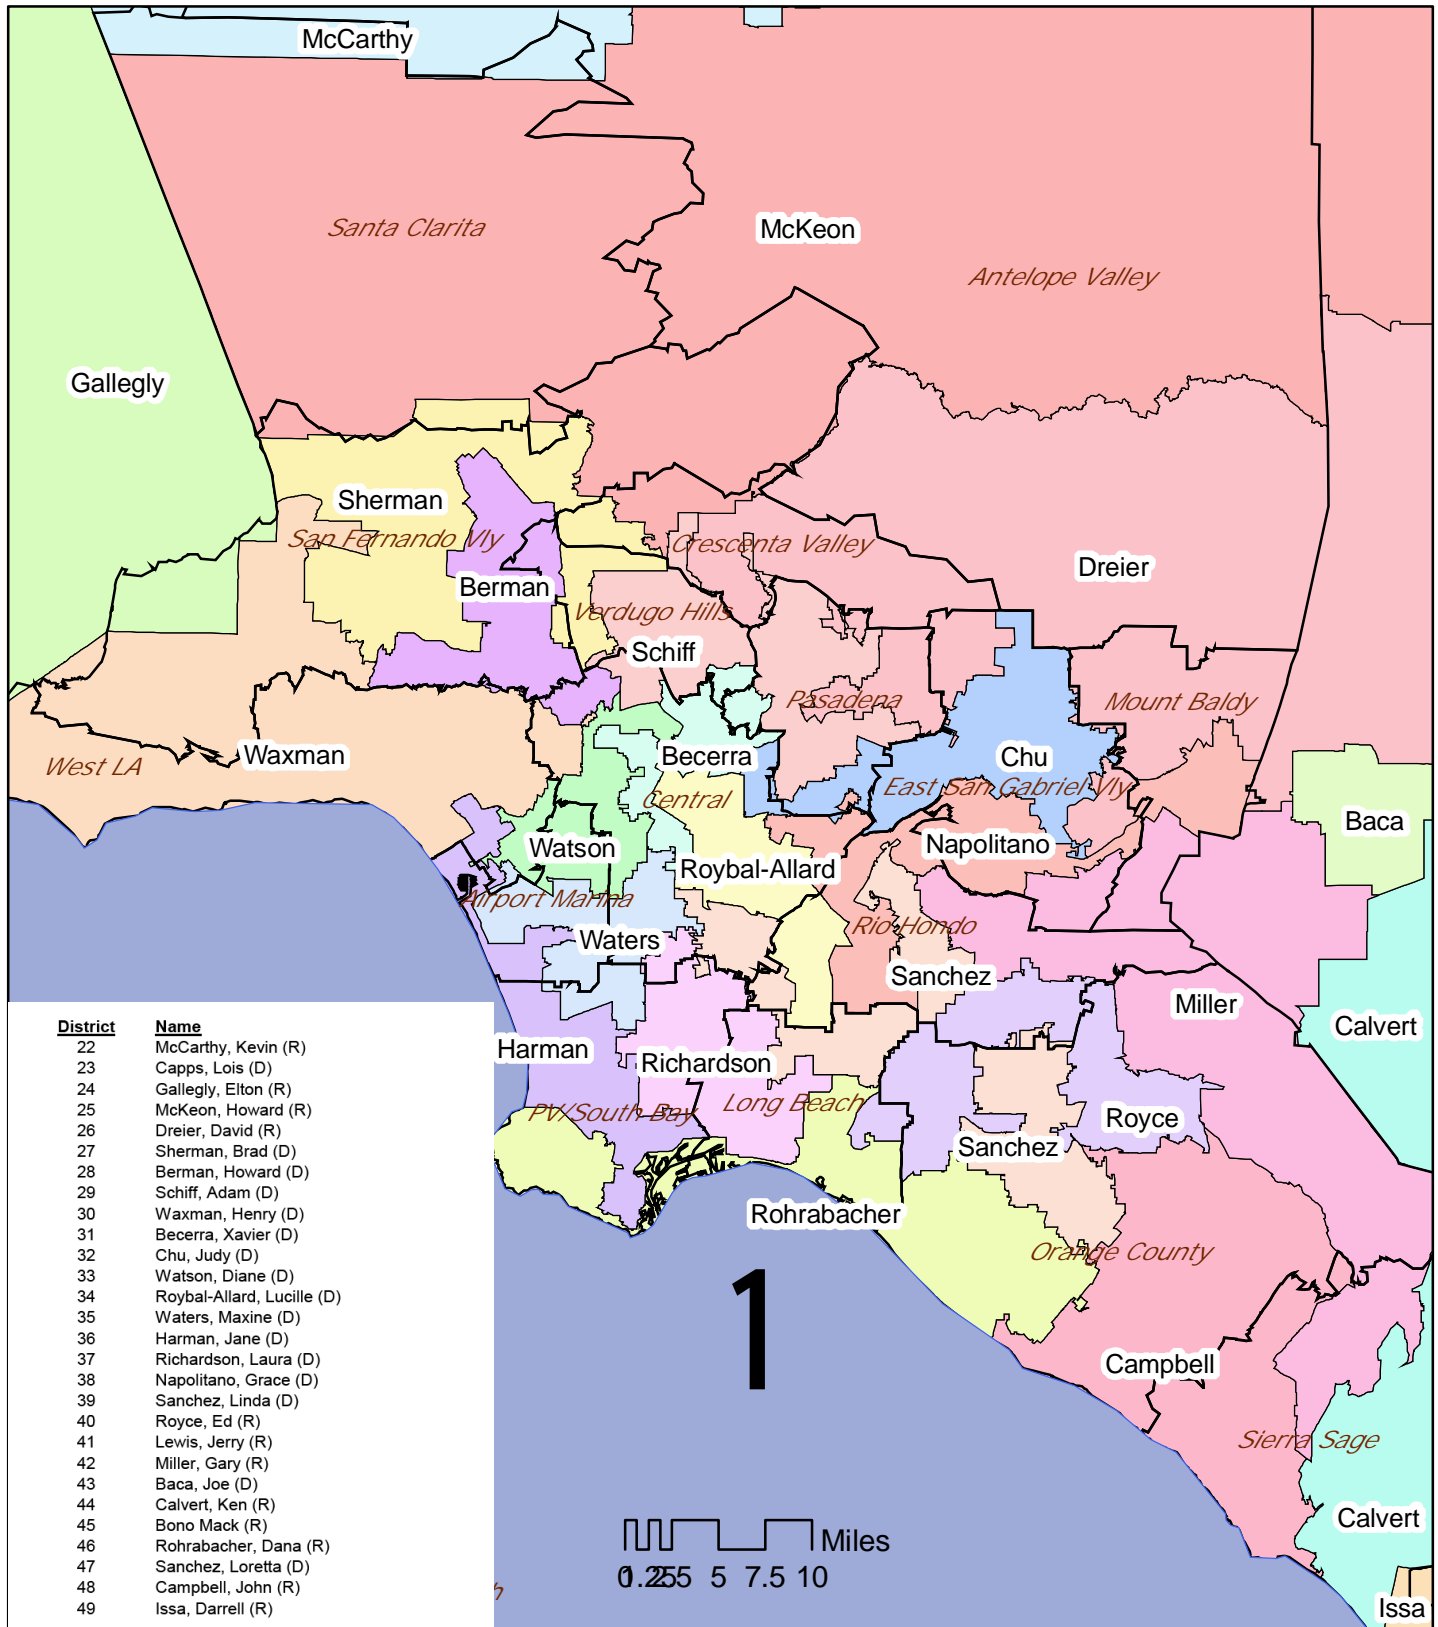 McCarthy
Santa Clarita
McKeon
Antelope Valley
Gallegly
Sherman
San Fernando Vly
Crescenta Valley
Dreier
Berman
Verdugo Hills
Schiff
Pasadena
Mount Baldy
West LA
Waxman
Becerra
Chu
East San Gabriel Vly
Central
Baca
Watson
Napolitano
Roybal-Allard
Airport Marina
Rio Hondo
Waters
Sanchez
Miller
Calvert
Harman
Richardson
PV/South Bay
Long Beach
Royce
Sanchez
Rohrabacher
Orange County
1
Campbell
Sierra Sage
Calvert
Issa
District Name
22 McCarthy, Kevin (R)
23 Capps, Lois (D)
24 Gallegly, Elton (R)
25 McKeon, Howard (R)
26 Dreier, David (R)
27 Sherman, Brad (D)
28 Berman, Howard (D)
29 Schiff, Adam (D)
30 Waxman, Henry (D)
31 Becerra, Xavier (D)
32 Chu, Judy (D)
33 Watson, Diane (D)
34 Roybal-Allard, Lucille (D)
35 Waters, Maxine (D)
36 Harman, Jane (D)
37 Richardson, Laura (D)
38 Napolitano, Grace (D)
39 Sanchez, Linda (D)
40 Royce, Ed (R)
41 Lewis, Jerry (R)
42 Miller, Gary (R)
43 Baca, Joe (D)
44 Calvert, Ken (R)
45 Bono Mack (R)
46 Rohrabacher, Dana (R)
47 Sanchez, Loretta (D)
48 Campbell, John (R)
49 Issa, Darrell (R)
Miles
5 7.5 10